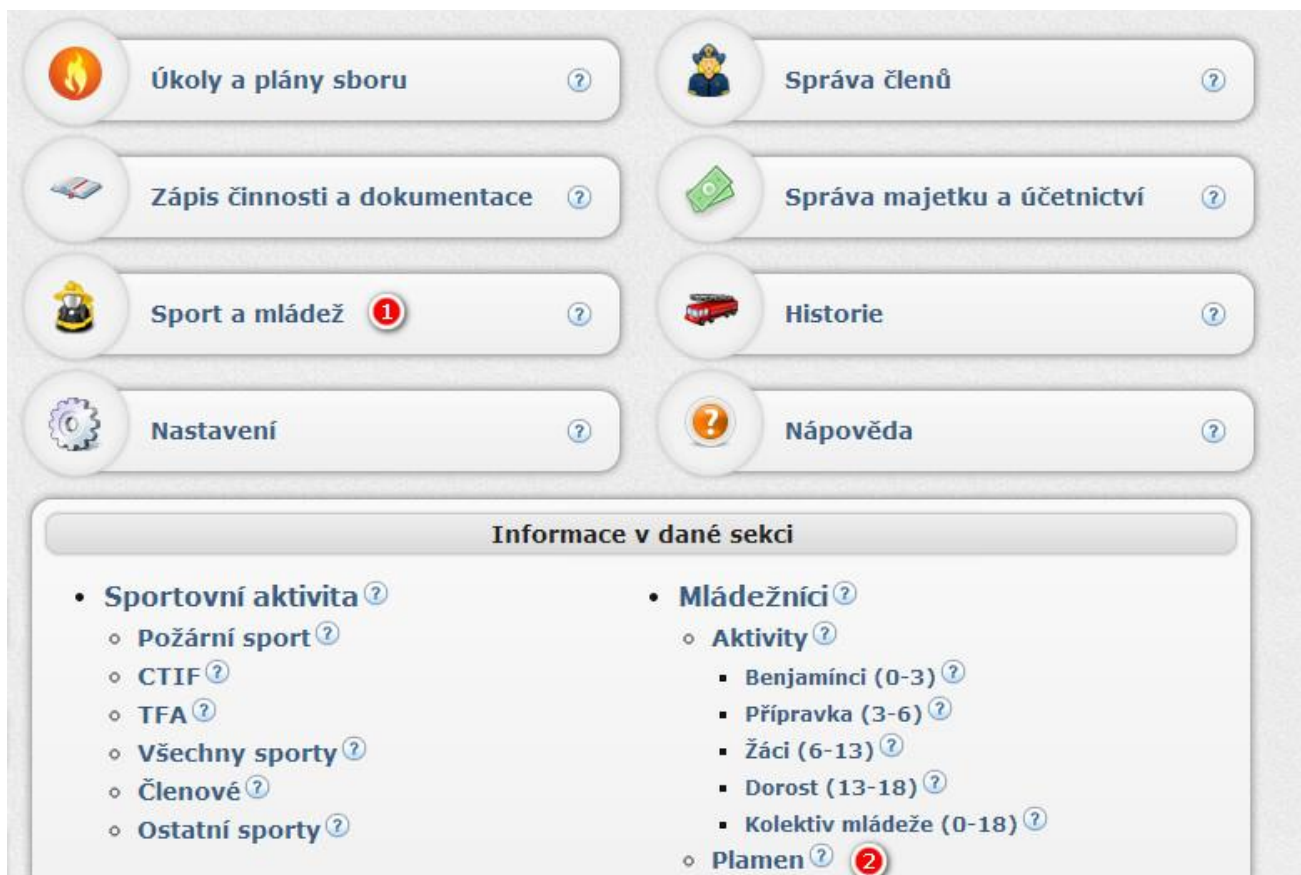 Úkoly a plány sboru ?
Správa členů ?
Zápis činnosti a dokumentace ?
Správa majetku a účetnictví ?
Sport a mládež 1 ?
Historie ?
Nastavení ?
? Nápověda ?
Informace v dané sekci
• Sportovní aktivita ?
Požární sport ?
CTIF ?
TFA ?
Všechny sporty ?
Členové ?
Ostatní sporty ?
• Mládežníci ?
Aktivity ?
Benjamínci (0-3) ?
Přípravka (3-6) ?
Žáci (6-13) ?
Dorost (13-18) ?
Kolektiv mládeže (0-18) ?
Plamen ? 2